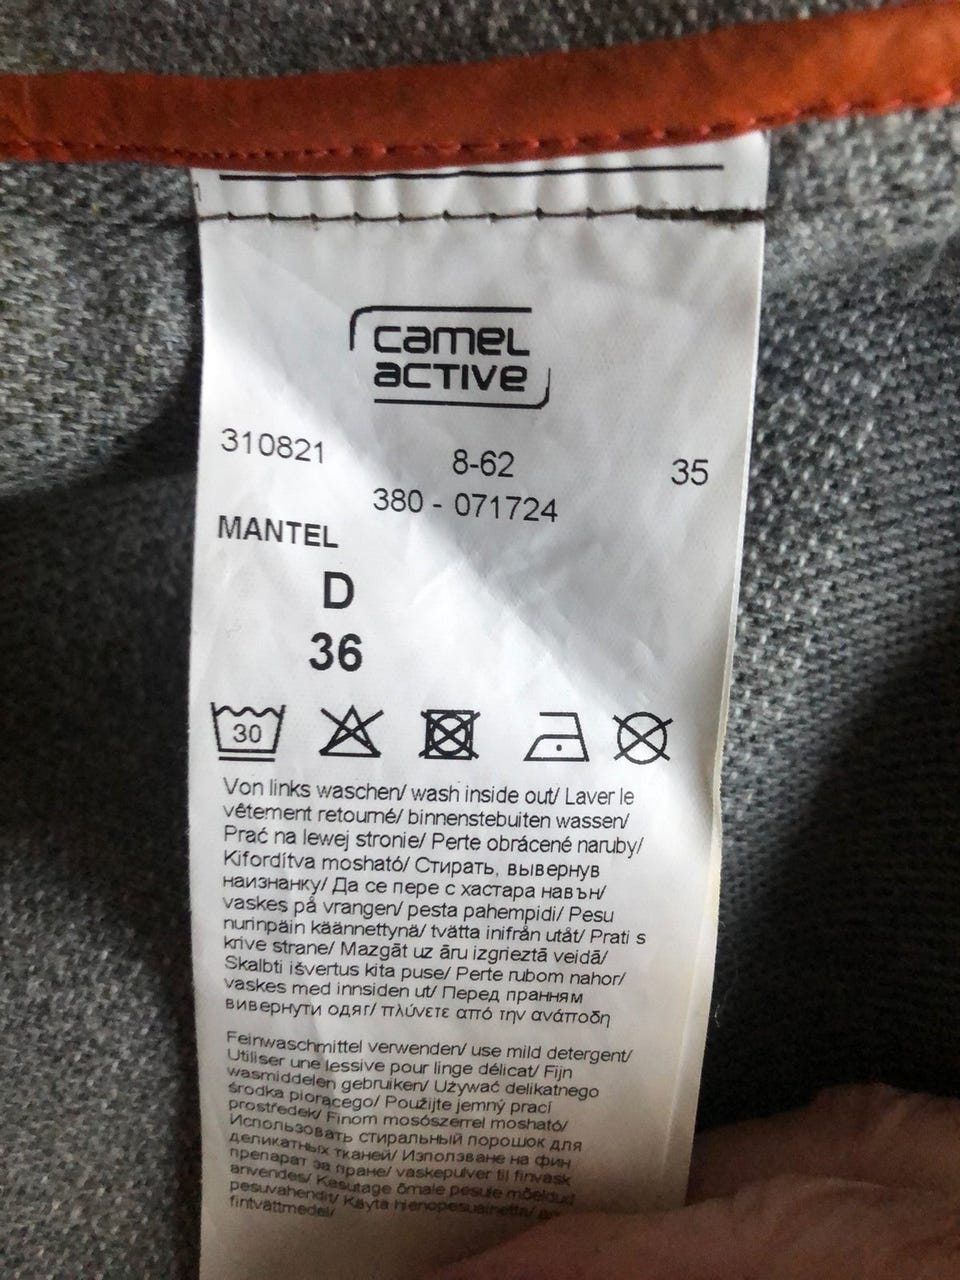 camel
active
310821 8-62 35
380 - 071724
MANTEL
D
36
30
Von links waschen/ wash inside out/ Laver le
vêtement retourné/ binnenstebuiten wassen/
Prać na lewej stronie/ Perte obrácené naruby/
Kifordítva mosható/ Стирать, вывернув
наизнанку/ Да се пере с хастара навън/
vaskes på vrangen/ pesta pahempidi/ Pesu
nurinpäin käännettynä/ tvätta inifrån utåt/ Prati s
krive strane/ Mazgāt uz āru izgrieztā veidā/
Skalbti išvertus kita puse/ Perte rubom nahor/
vaskes med innsiden ut/ Перед пранням
вивернути одяг/ πλύνετε από την ανάποδη
Feinwaschmittel verwenden/ use mild detergent/
Utiliser une lessive pour linge délicat/ Fijn
wasmiddelen gebruiken/ Używać delikatnego
środka piorącego/ Použijte jemný prací
prostředek/ Finom mosószerrel mosható/
Использовать стиральный порошок для
деликатных тканей/ Използване на фин
препарат за пране/ vaskepulver til finvask
anvendes/ Kasutage õrnale pesule mõeldud
pesuvahendit/ Käytä hienopesuainetta/
fintvättmedel/